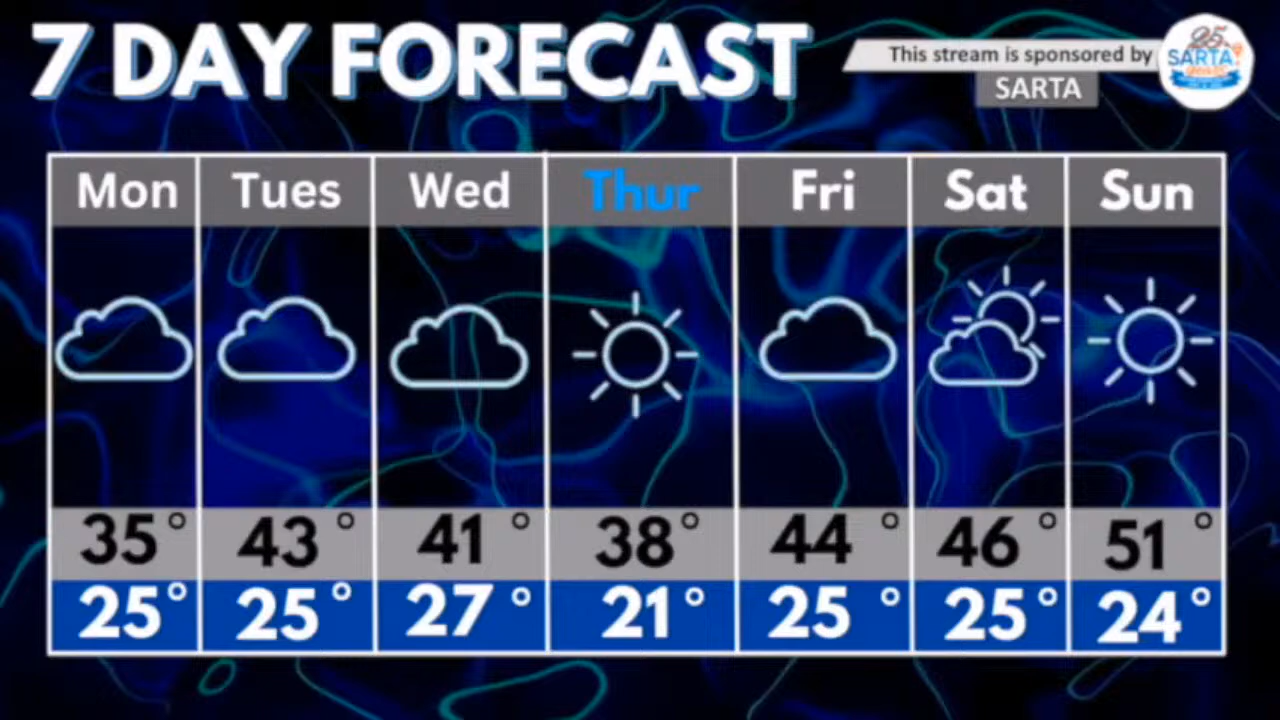 7 DAY FORECAST
This stream is sponsored by
SARTA
25
SARTA
Mon Tues Wed Thur Fri Sat Sun
35° 43° 41° 38° 44° 46° 51°
25° 25° 27° 21° 25° 25° 24°